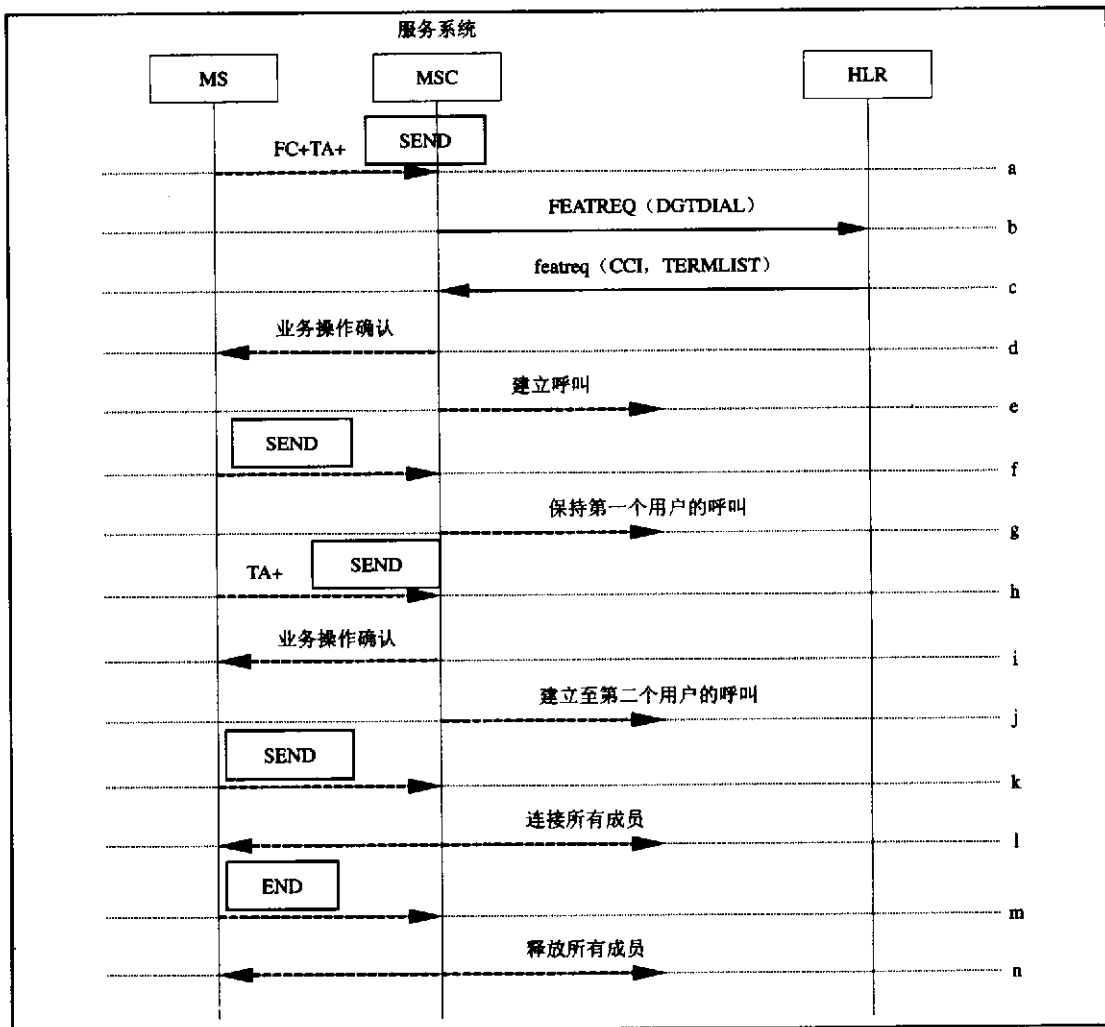 服务系统
MS
MSC
HLR
FC+TA+
SEND
a
FEATREQ（DGTDIAL）
b
featreq（CCI，TERMLIST）
c
业务操作确认
d
建立呼叫
e
SEND
f
保持第一个用户的呼叫
g
TA+
SEND
h
业务操作确认
i
建立至第二个用户的呼叫
j
SEND
k
连接所有成员
l
END
m
释放所有成员
n